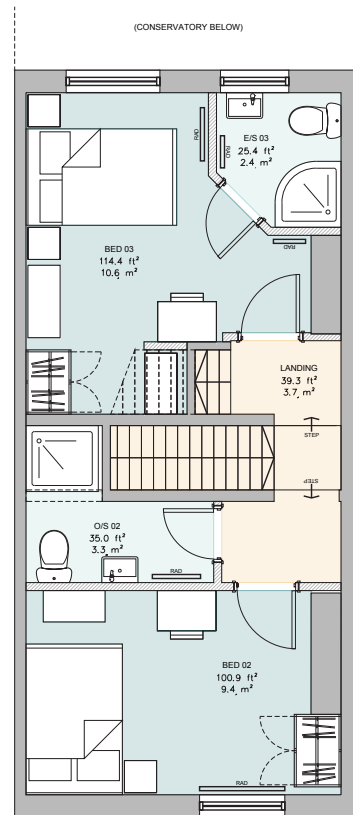 (CONSERVATORY BELOW)
RAD
E/S 03
25.4 ft²
2.4 m²
RAD
RAD
BED 03
114.4 ft²
10.6 m²
LANDING
39.3 ft²
3.7 m²
STEP
STEP
O/S 02
35.0 ft²
3.3 m²
RAD
BED 02
100.9 ft²
9.4 m²
RAD